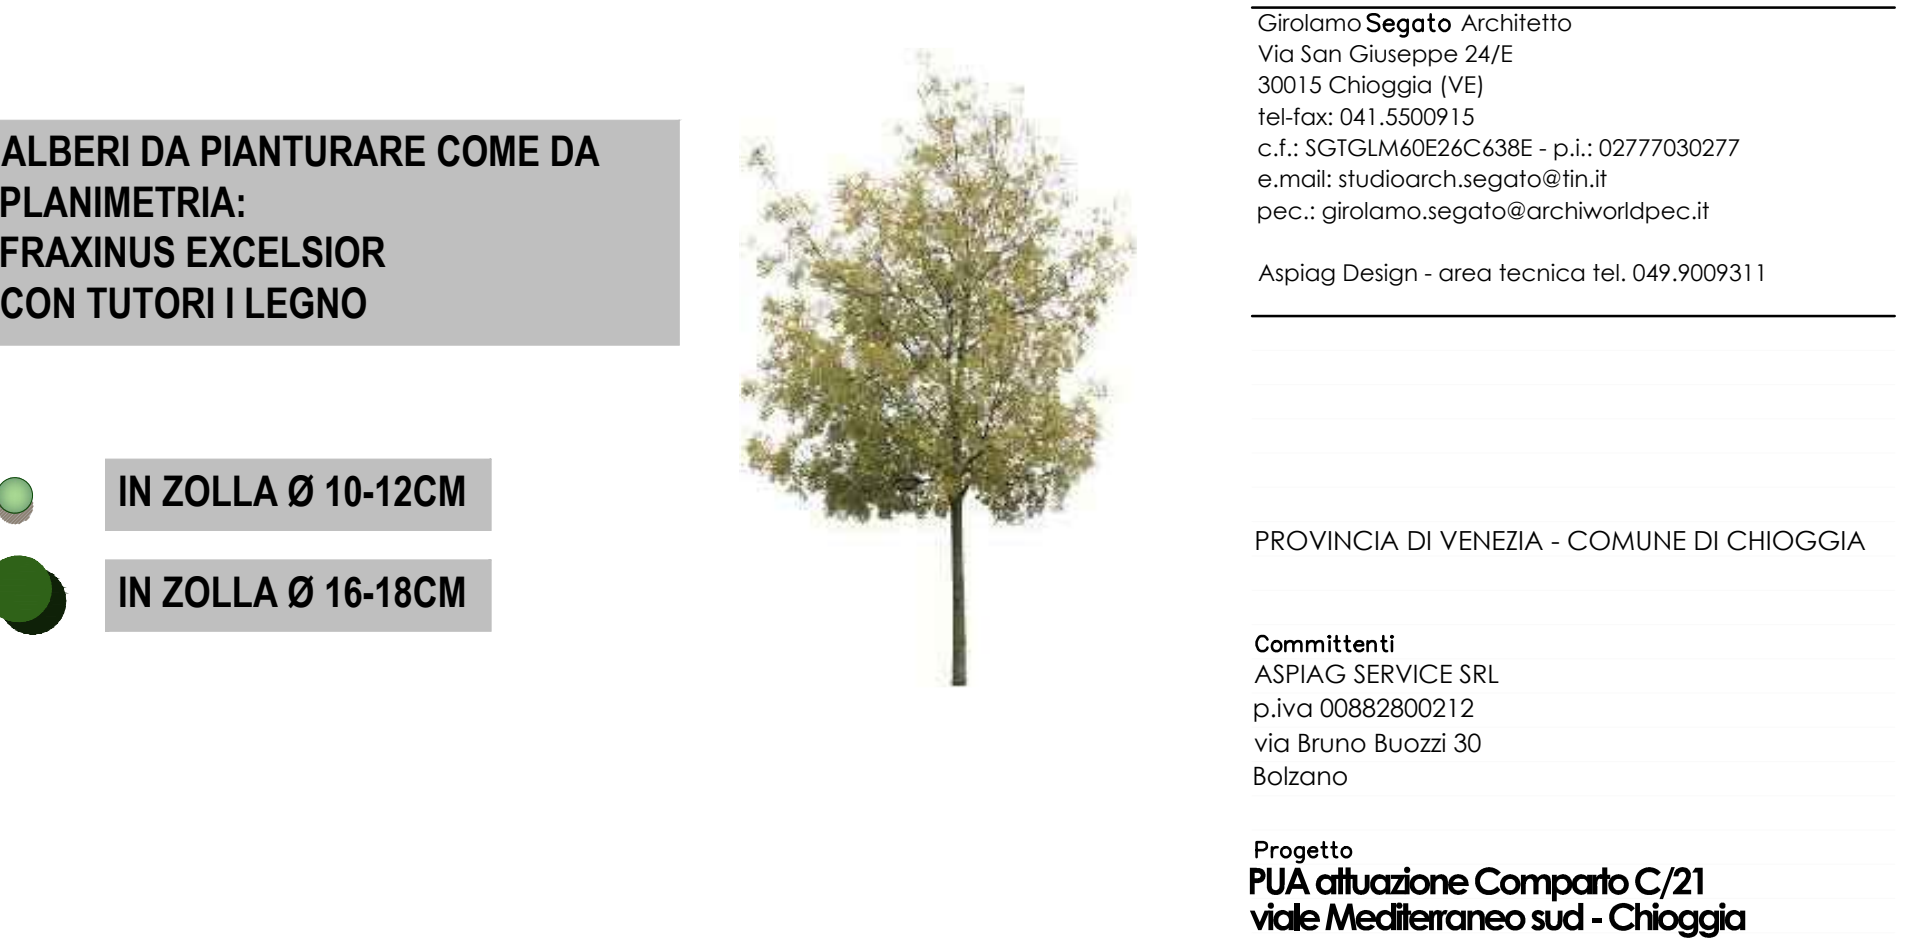 ALBERI DA PIANTURARE COME DA
PLANIMETRIA:
FRAXINUS EXCELSIOR
CON TUTORI I LEGNO
IN ZOLLA Ø 10-12CM
IN ZOLLA Ø 16-18CM
Girolamo Segato Architetto
Via San Giuseppe 24/E
30015 Chioggia (VE)
tel-fax: 041.5500915
c.f.: SGTGLM60E26C638E - p.i.: 02777030277
e.mail: studioarch.segato@tin.it
pec.: girolamo.segato@archiworldpec.it
Aspiag Design - area tecnica tel. 049.9009311
PROVINCIA DI VENEZIA - COMUNE DI CHIOGGIA
Committenti
ASPIAG SERVICE SRL
p.iva 00882800212
via Bruno Buozzi 30
Bolzano
Progetto
PUA attuazione Comparto C/21
viale Mediterraneo sud - Chioggia